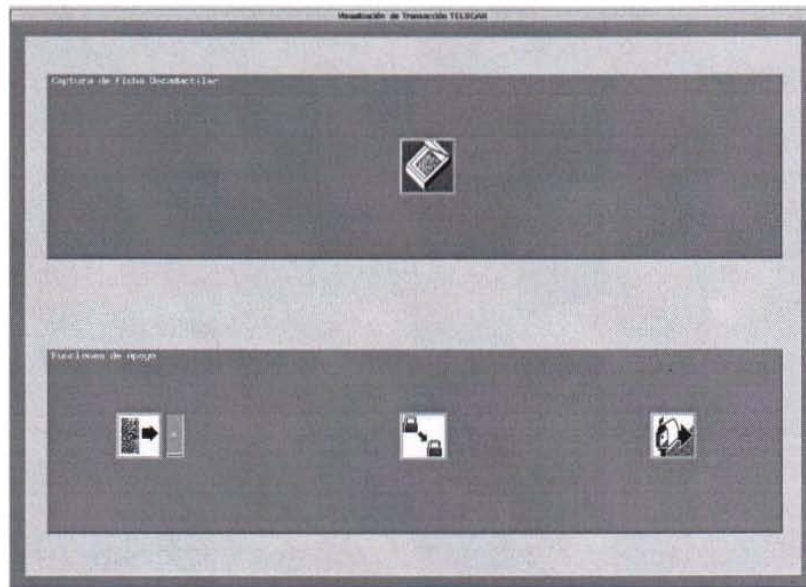 Visualización de Transacción TELSCAN
Captura de Ficha Decadactilar
Funciones de Apoyo